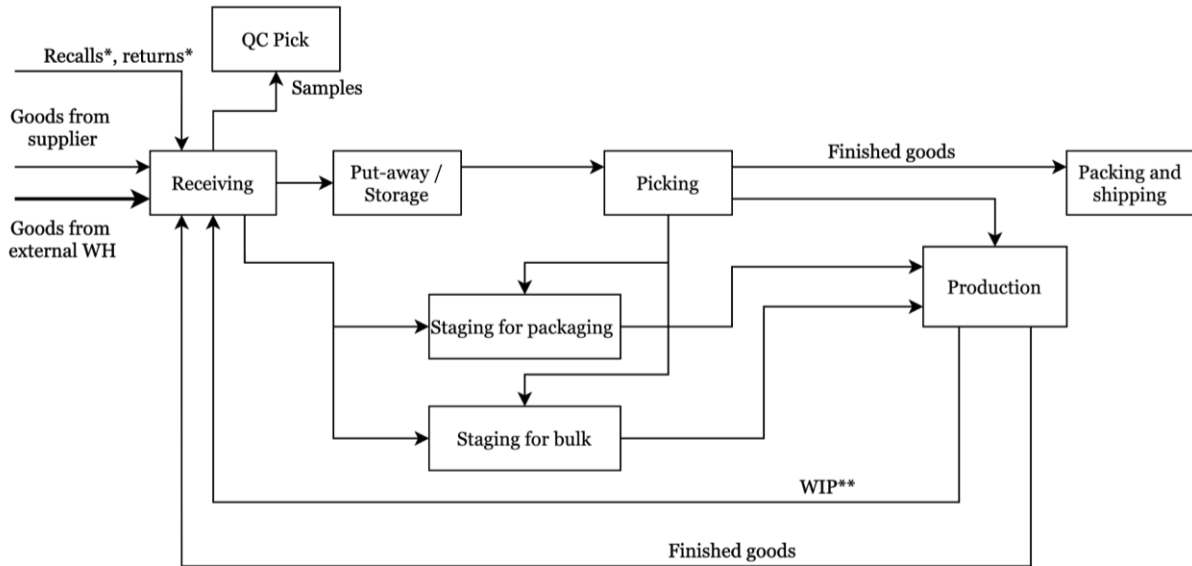 QC Pick
Recalls*, returns*
Samples
Goods from
supplier
Finished goods
Receiving
Put-away /
Storage
Picking
Packing and
shipping
Goods from
external WH
Production
Staging for packaging
Staging for bulk
WIP**
Finished goods